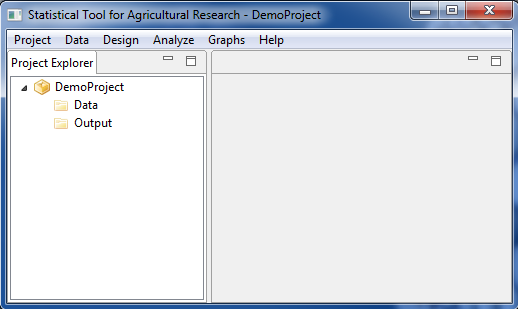 Statistical Tool for Agricultural Research - DemoProject
Project Data Design Analyze Graphs Help
Project Explorer
DemoProject
Data
Output